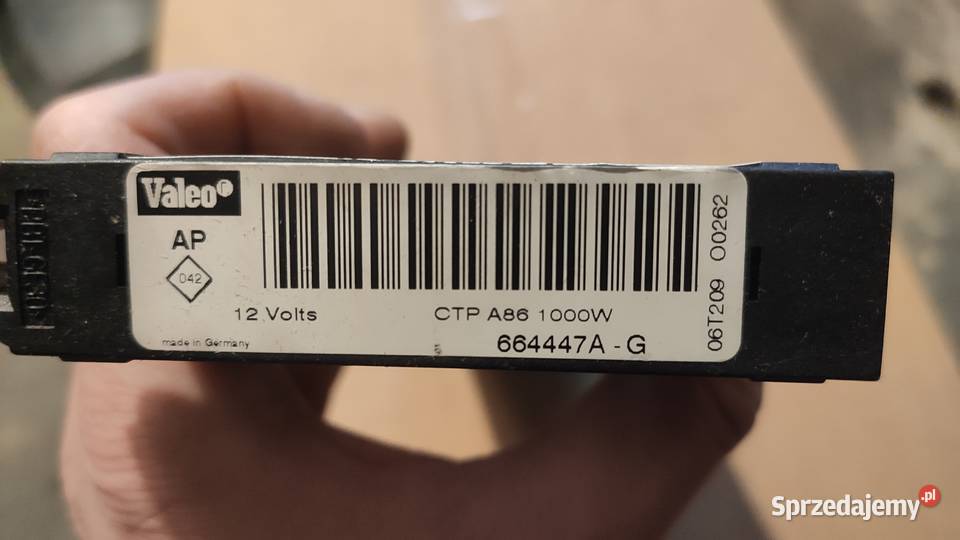 Valeo
AP
042
12 Volts
CTP A86 1000W
made in Germany
664447A - G
06T209 O0262
Sprzedajemy.pl